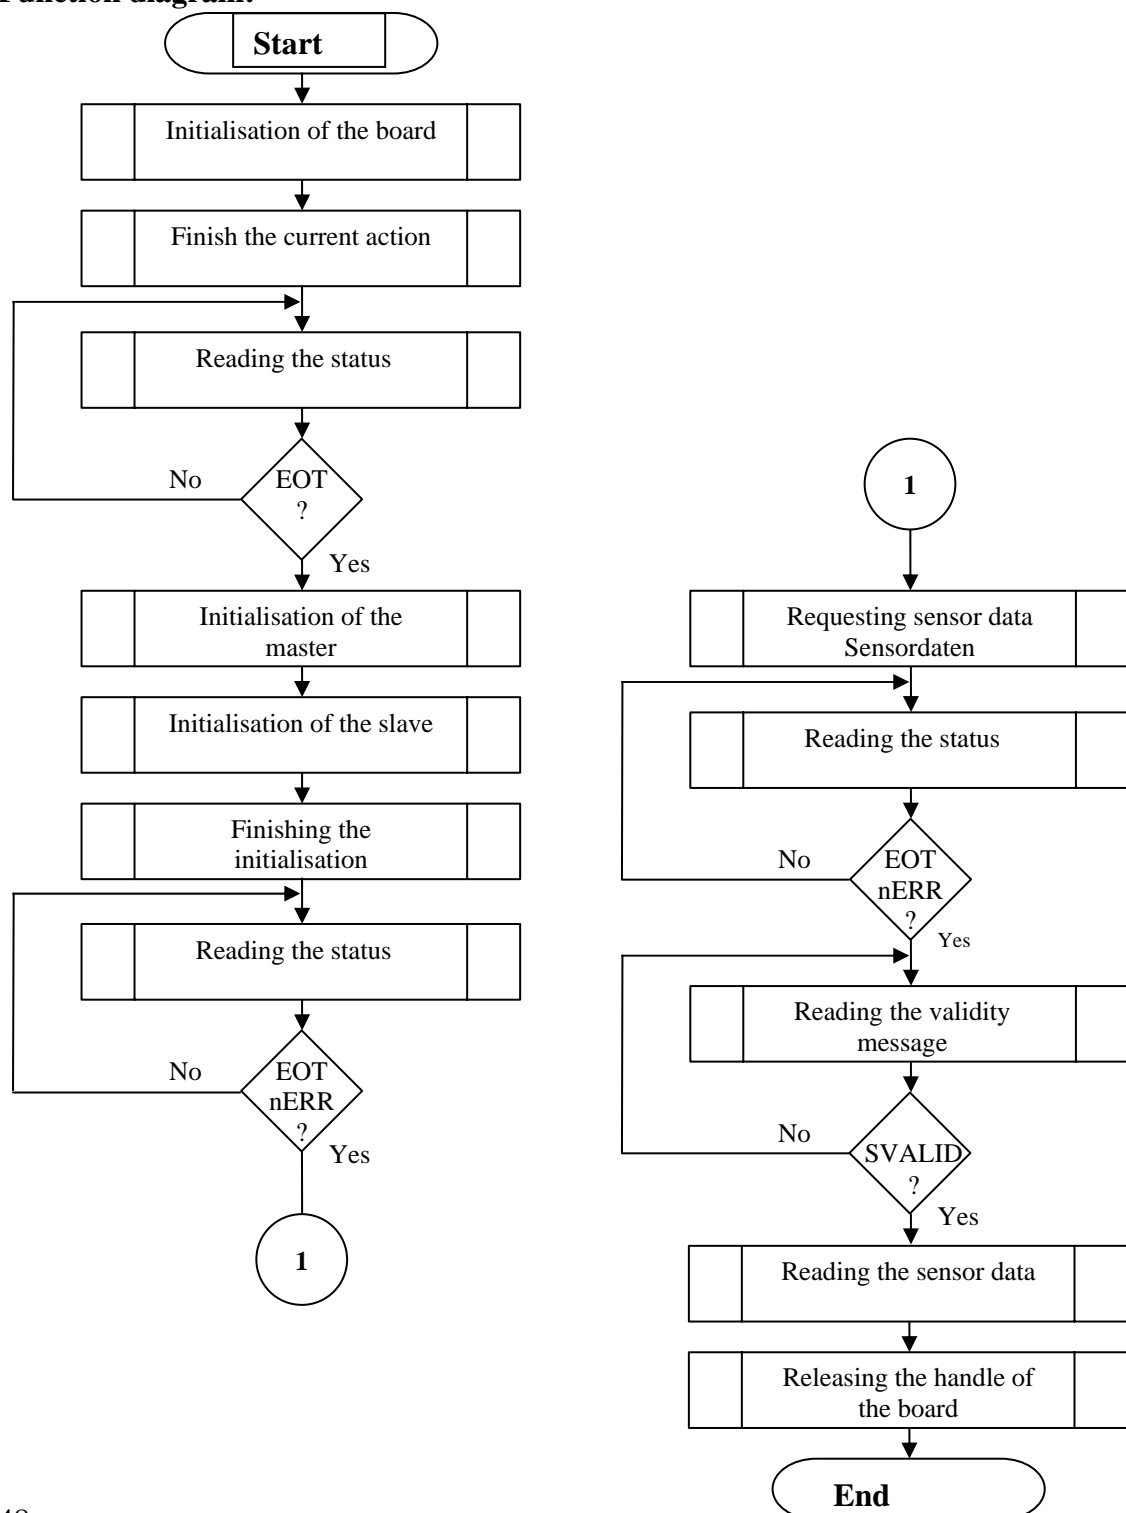 Function diagram:
Start
Initialisation of the board
Finish the current action
Reading the status
No
EOT
?
Yes
Initialisation of the
master
Initialisation of the slave
Finishing the
initialisation
Reading the status
No
EOT
nERR
?
Yes
1
1
Requesting sensor data
Sensordaten
Reading the status
No
EOT
nERR
?
Yes
Reading the validity
message
No
SVALID
?
Yes
Reading the sensor data
Releasing the handle of
the board
End